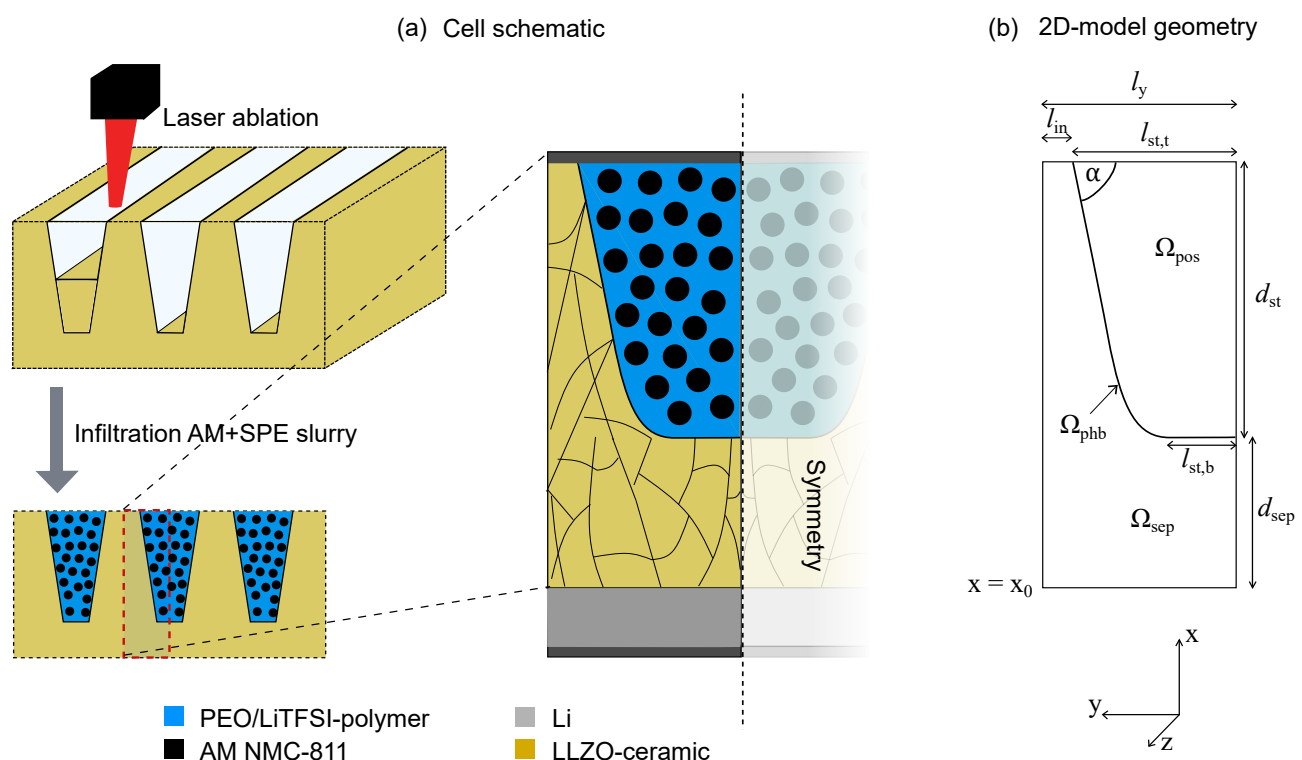 (a) Cell schematic
(b) 2D-model geometry
Laser ablation
Infiltration AM+SPE slurry
Symmetry
PEO/LiTFSI-polymer
AM NMC-811
Li
LLZO-ceramic
l_y
l_in
l_st,t
α
Ω_pos
d_st
Ω_phb
l_st,b
Ω_sep
d_sep
x = x_0
x
y
z